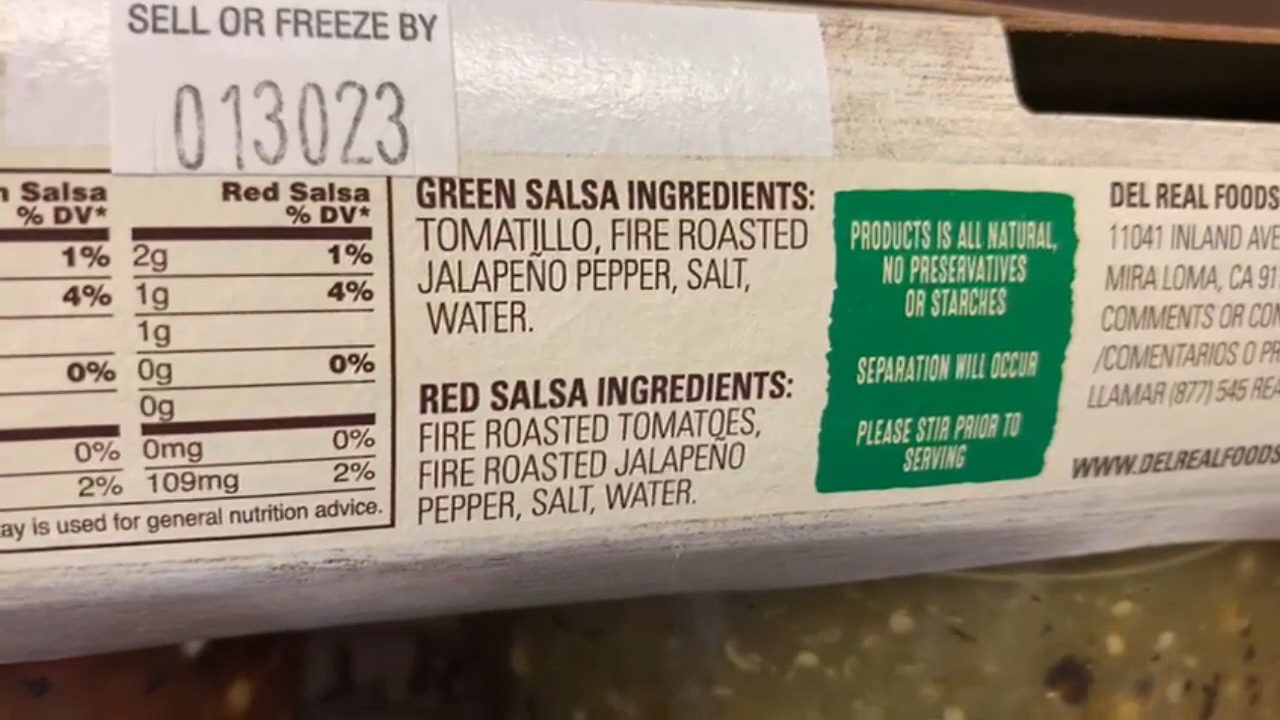 SELL OR FREEZE BY
013023
Salsa
% DV*
1%
4%
0%
0%
2%
Red Salsa
% DV*
2g 1%
1g 4%
1g
0g 0%
0g
0mg 0%
109mg 2%
is used for general nutrition advice.
GREEN SALSA INGREDIENTS:
TOMATILLO, FIRE ROASTED
JALAPEÑO PEPPER, SALT,
WATER.
RED SALSA INGREDIENTS:
FIRE ROASTED TOMATOES,
FIRE ROASTED JALAPEÑO
PEPPER, SALT, WATER.
PRODUCTS IS ALL NATURAL,
NO PRESERVATIVES
OR STARCHES
SEPARATION WILL OCCUR
PLEASE STIR PRIOR TO
SERVING
DEL REAL FOODS
11041 INLAND AVE
MIRA LOMA, CA 91
COMMENTS OR
/COMENTARIOS O
LLAMAR (877) 545
WWW.DELREALFOODS